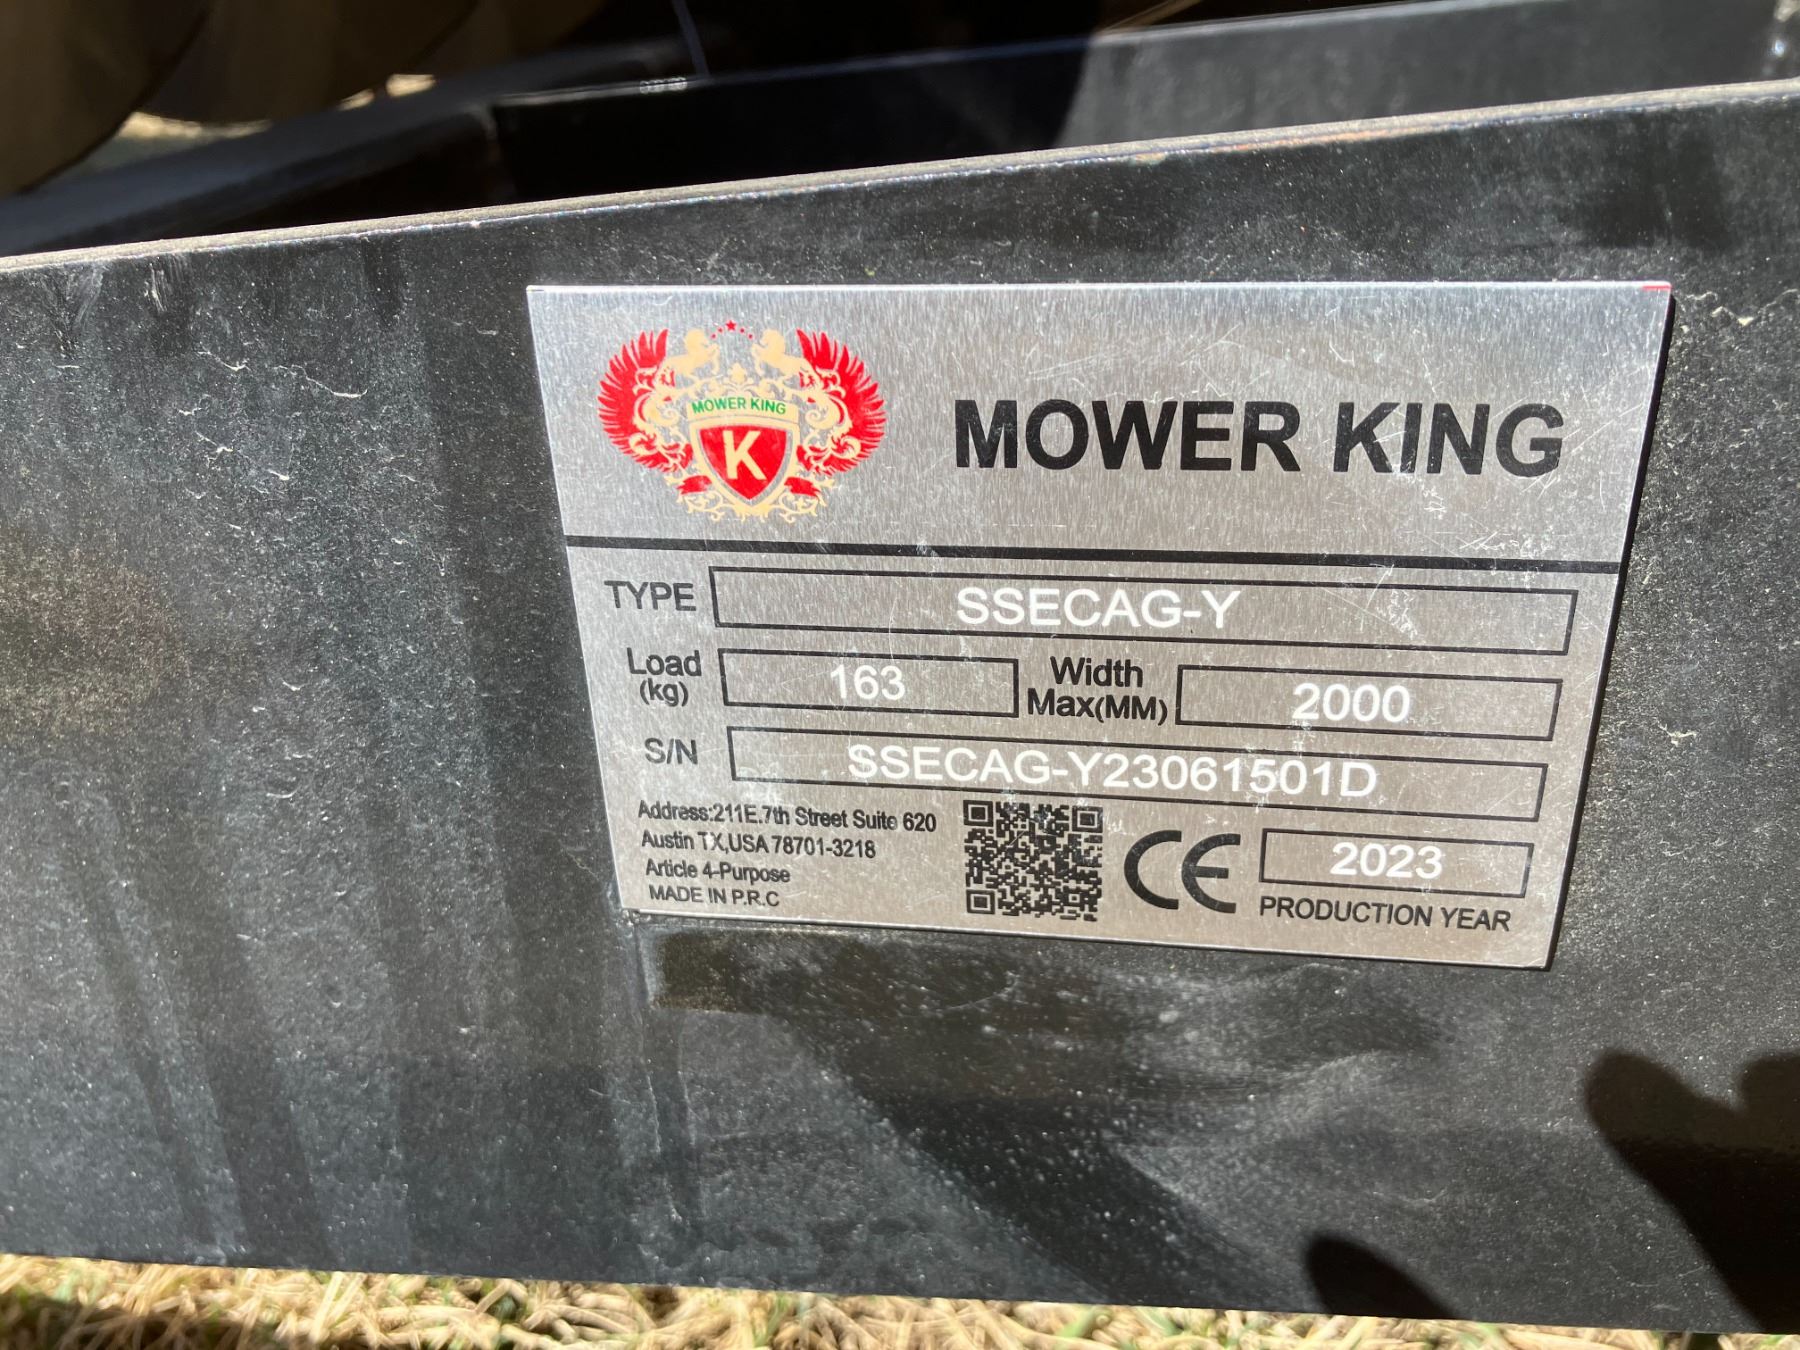 MOWER KING
K
MOWER KING
TYPE SSECAG-Y
Load (kg) 163 Width Max(MM) 2000
S/N SSECAG-Y23061501D
Address:211E.7th Street Suite 620
Austin TX,USA 78701-3218
Article 4-Purpose
MADE IN P.R.C
CE
2023
PRODUCTION YEAR